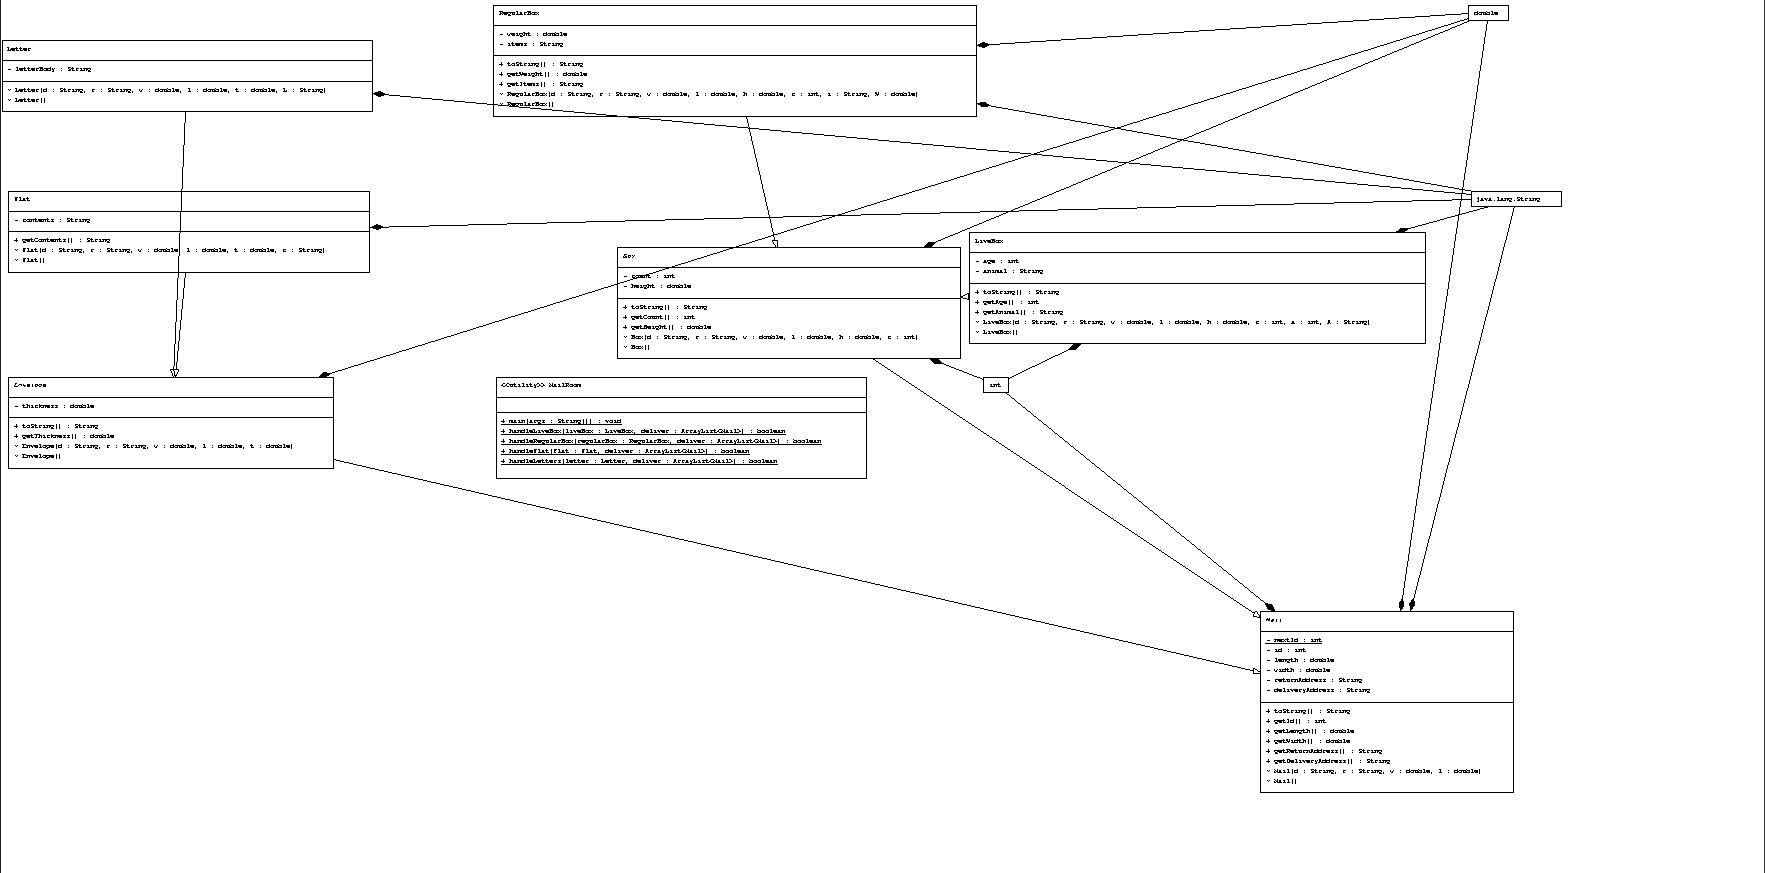 RegularBox
- weight : double
- items : String
+ toString() : String
+ getWeight() : double
+ getItems() : String
~ RegularBox(d : String, r : String, w : double, l : double, h : double, c : int, i : String, W : double)
~ RegularBox()
double
Letter
- letterBody : String
~ Letter(d : String, r : String, w : double, l : double, t : double, L : String)
~ Letter()
java.lang.String
Flat
- contents : String
+ getContents() : String
~ Flat(d : String, r : String, w : double, l : double, t : double, c : String)
~ Flat()
Box
- count : int
- height : double
+ toString() : String
+ getCount() : int
+ getHeight() : double
~ Box(d : String, r : String, w : double, l : double, h : double, c : int)
~ Box()
LiveBox
- Age : int
- Animal : String
+ toString() : String
+ getAge() : int
+ getAnimal() : String
~ LiveBox(d : String, r : String, w : double, l : double, h : double, c : int, a : int, A : String)
~ LiveBox()
int
Envelope
- thickness : double
+ toString() : String
+ getThickness() : double
~ Envelope(d : String, r : String, w : double, l : double, t : double)
~ Envelope()
<<utility>> MailRoom
+ main(args : String[]) : void
+ handleLiveBox(liveBox : LiveBox, deliver : ArrayList<Mail>) : boolean
+ handleRegularBox(regularBox : RegularBox, deliver : ArrayList<Mail>) : boolean
+ handleFlat(flat : Flat, deliver : ArrayList<Mail>) : boolean
+ handleLetters(letter : Letter, deliver : ArrayList<Mail>) : boolean
Mail
- nextId : int
- id : int
- length : double
- width : double
- returnAddress : String
- deliveryAddress : String
+ toString() : String
+ getId() : int
+ getLength() : double
+ getWidth() : double
+ getReturnAddress() : String
+ getDeliveryAddress() : String
~ Mail(d : String, r : String, w : double, l : double)
~ Mail()